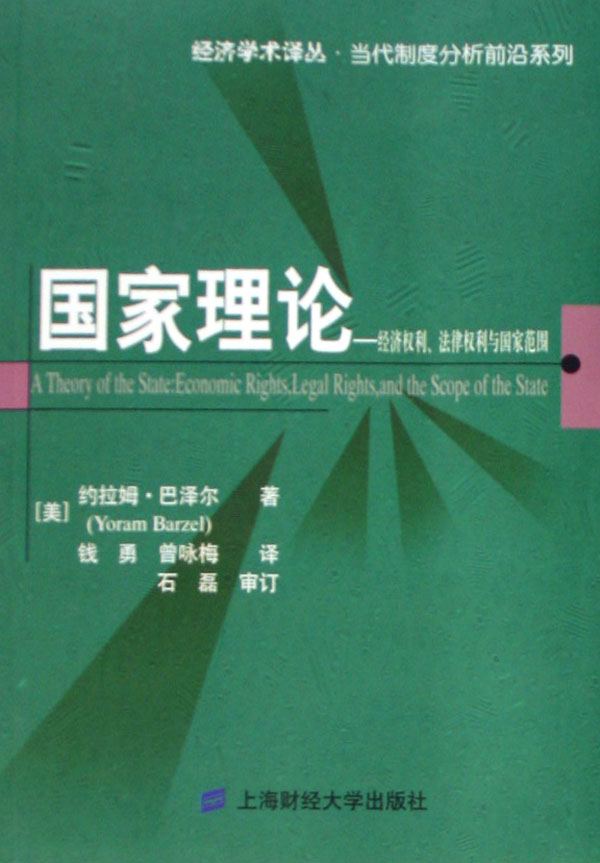 经济学术译丛·当代制度分析前沿系列
国家理论
—经济权利、法律权利与国家范围
A Theory of the State:Economic Rights,Legal Rights,and the Scope of the State
[美] 约拉姆·巴泽尔 著
(Yoram Barzel)
钱 勇 曾咏梅 译
石 磊 审订
上海财经大学出版社